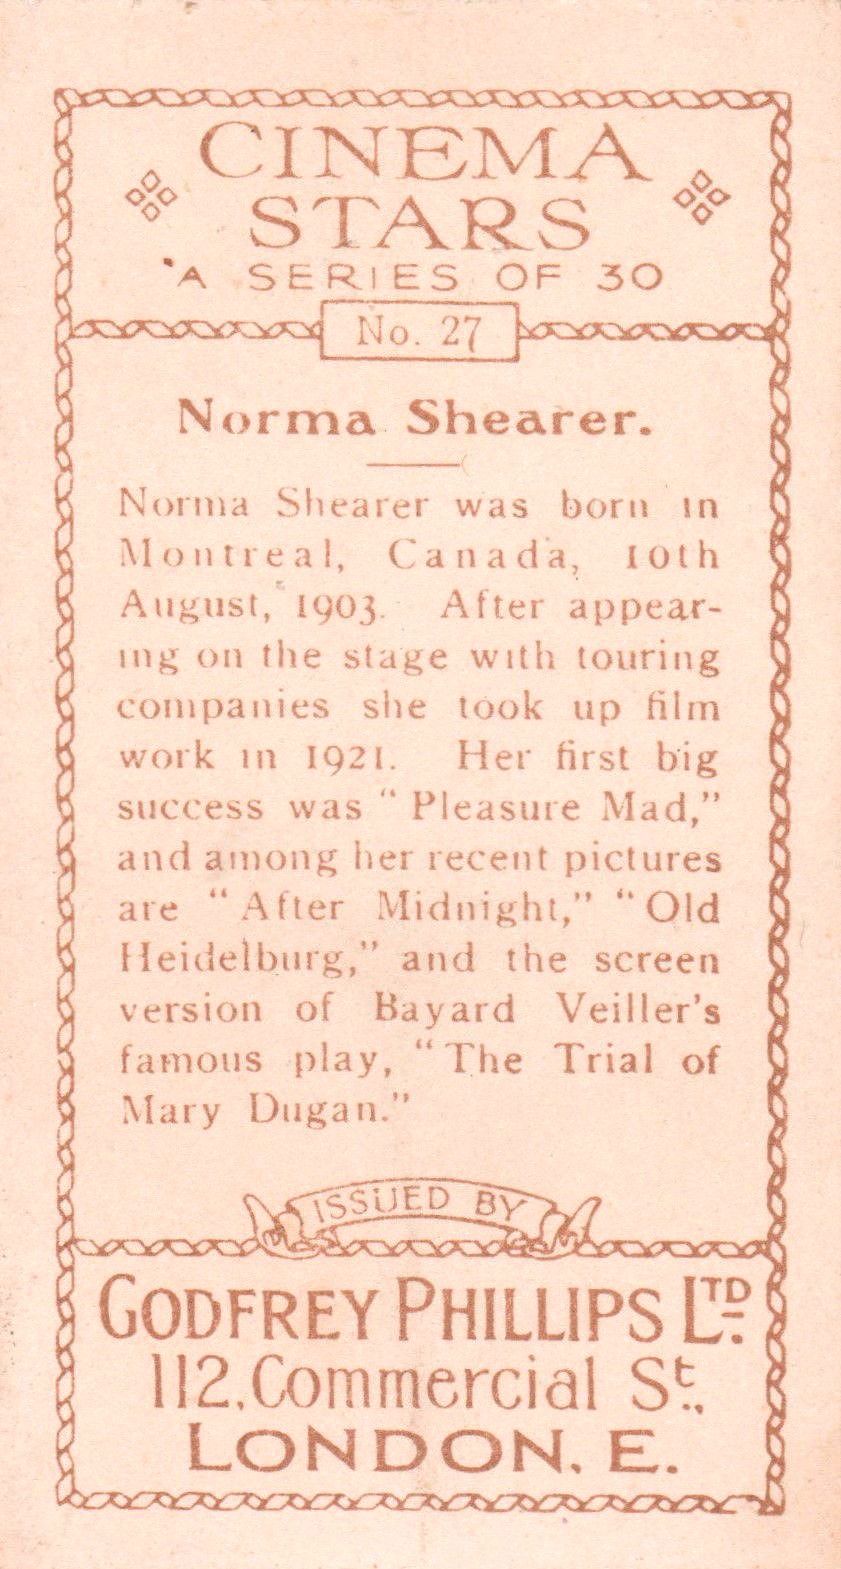 CINEMA
STARS
A SERIES OF 30
No. 27
Norma Shearer.
Norma Shearer was born in
Montreal, Canada, 10th
August, 1903. After appear-
ing on the stage with touring
companies she took up film
work in 1921. Her first big
success was "Pleasure Mad,"
and among her recent pictures
are "After Midnight," "Old
Heidelburg," and the screen
version of Bayard Veiller's
famous play, "The Trial of
Mary Dugan."
ISSUED BY
GODFREY PHILLIPS LTD.
112, Commercial St.,
LONDON. E.